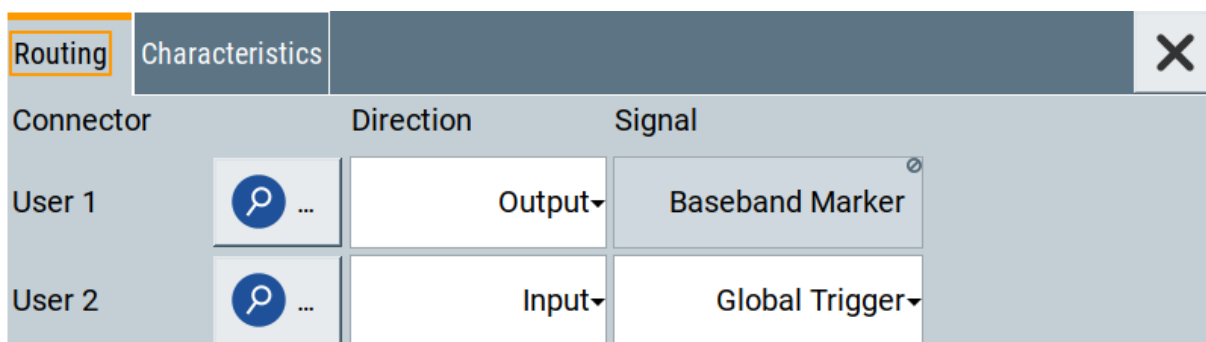 Routing Characteristics
Connector Direction Signal
User 1 ... Output Baseband Marker
User 2 ... Input Global Trigger